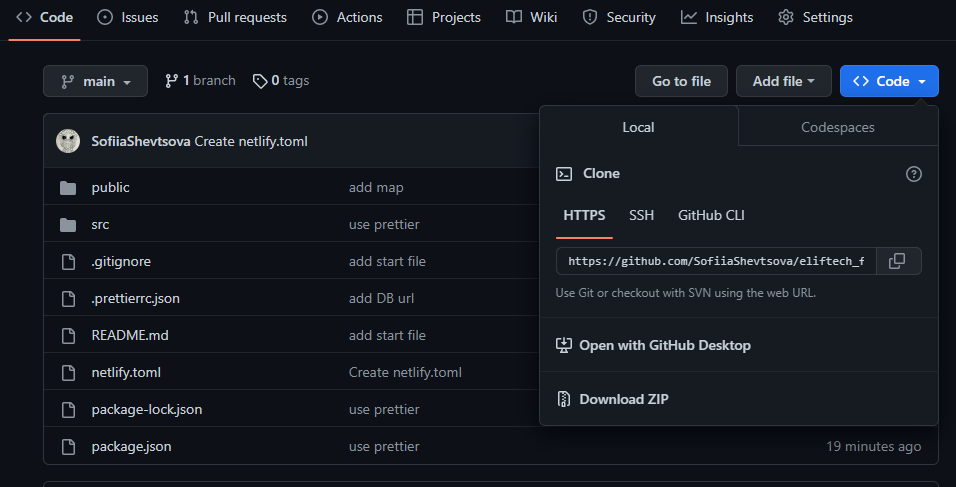 Code Issues Pull requests Actions Projects Wiki Security Insights Settings
main 1 branch 0 tags Go to file Add file Code
SofiiaShevtsova Create netlify.toml
public add map
src use prettier
.gitignore add start file
.prettierrc.json add DB url
README.md add start file
netlify.toml Create netlify.toml
package-lock.json use prettier
package.json use prettier 19 minutes ago
Local Codespaces
Clone
HTTPS SSH GitHub CLI
https://github.com/SofiiaShevtsova/eliftech_f
Use Git or checkout with SVN using the web URL.
Open with GitHub Desktop
Download ZIP